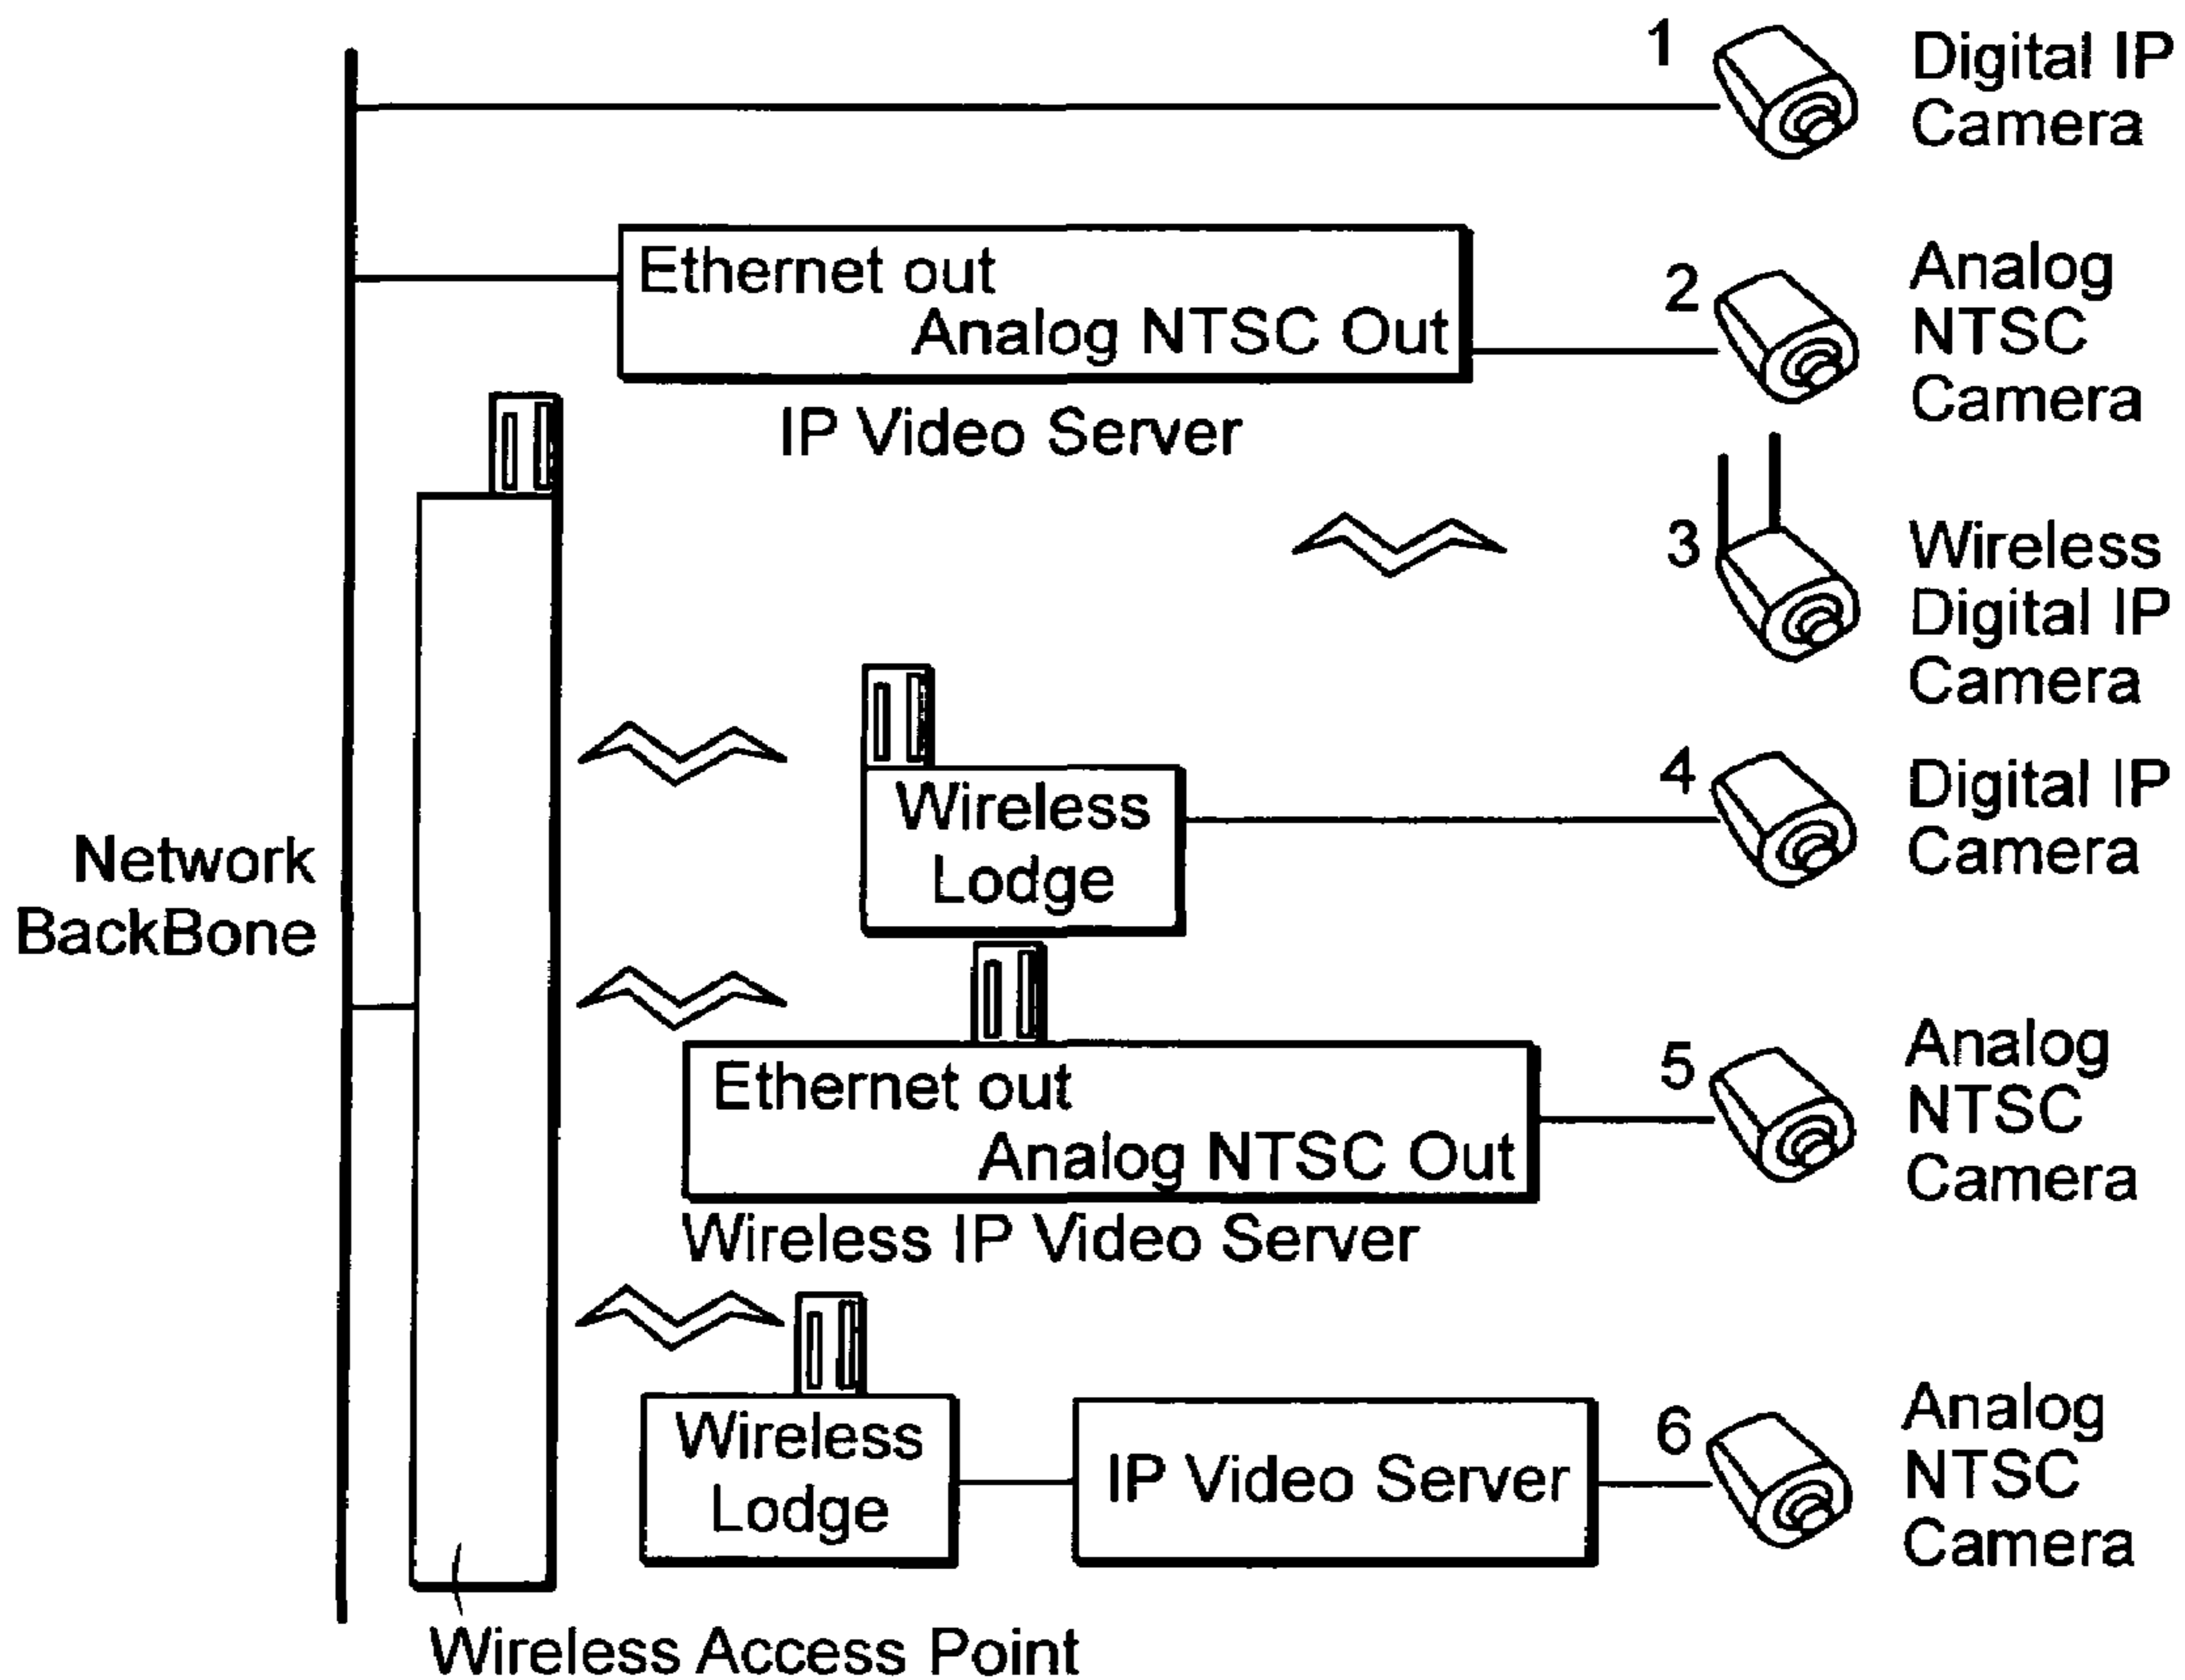 1
Digital IP
Camera
Ethernet out
Analog NTSC Out
IP Video Server
2
Analog
NTSC
Camera
3
Wireless
Digital IP
Camera
Wireless
Lodge
4
Digital IP
Camera
Network
BackBone
Ethernet out
Analog NTSC Out
Wireless IP Video Server
5
Analog
NTSC
Camera
Wireless
Lodge
IP Video Server
6
Analog
NTSC
Camera
Wireless Access Point